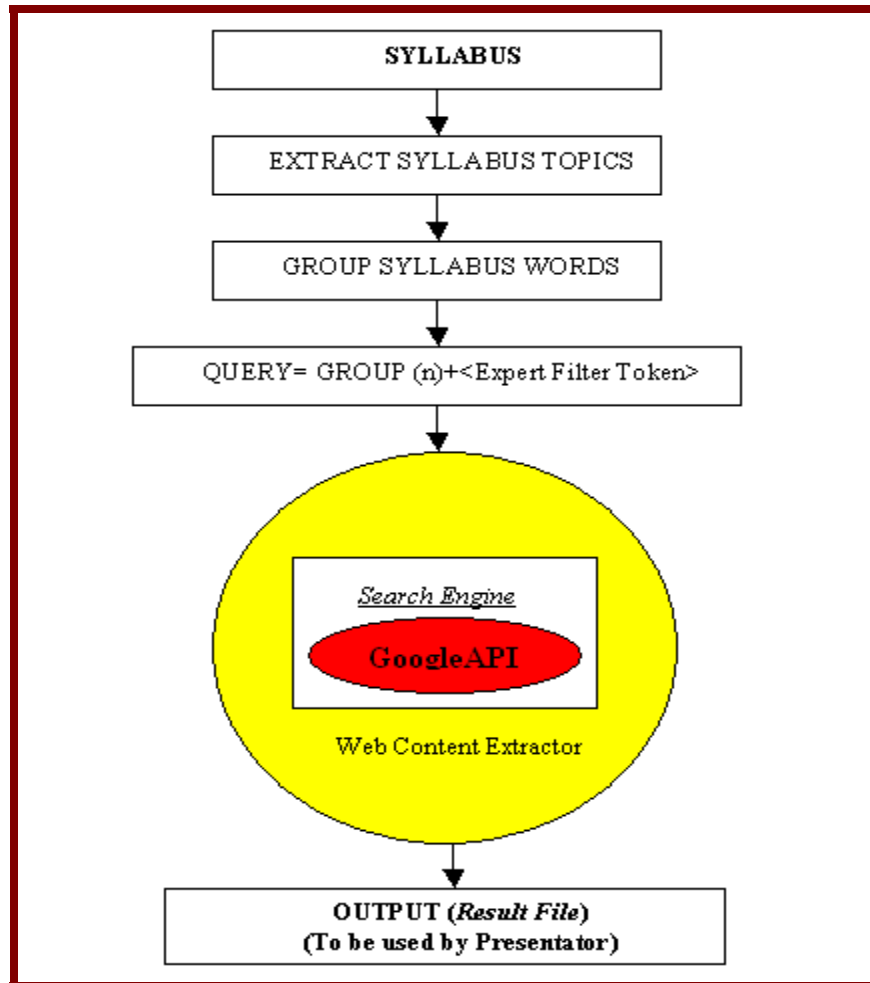 SYLLABUS
EXTRACT SYLLABUS TOPICS
GROUP SYLLABUS WORDS
QUERY= GROUP (n)+<Expert Filter Token>
Search Engine
GoogleAPI
Web Content Extractor
OUTPUT (Result File)
(To be used by Presentator)